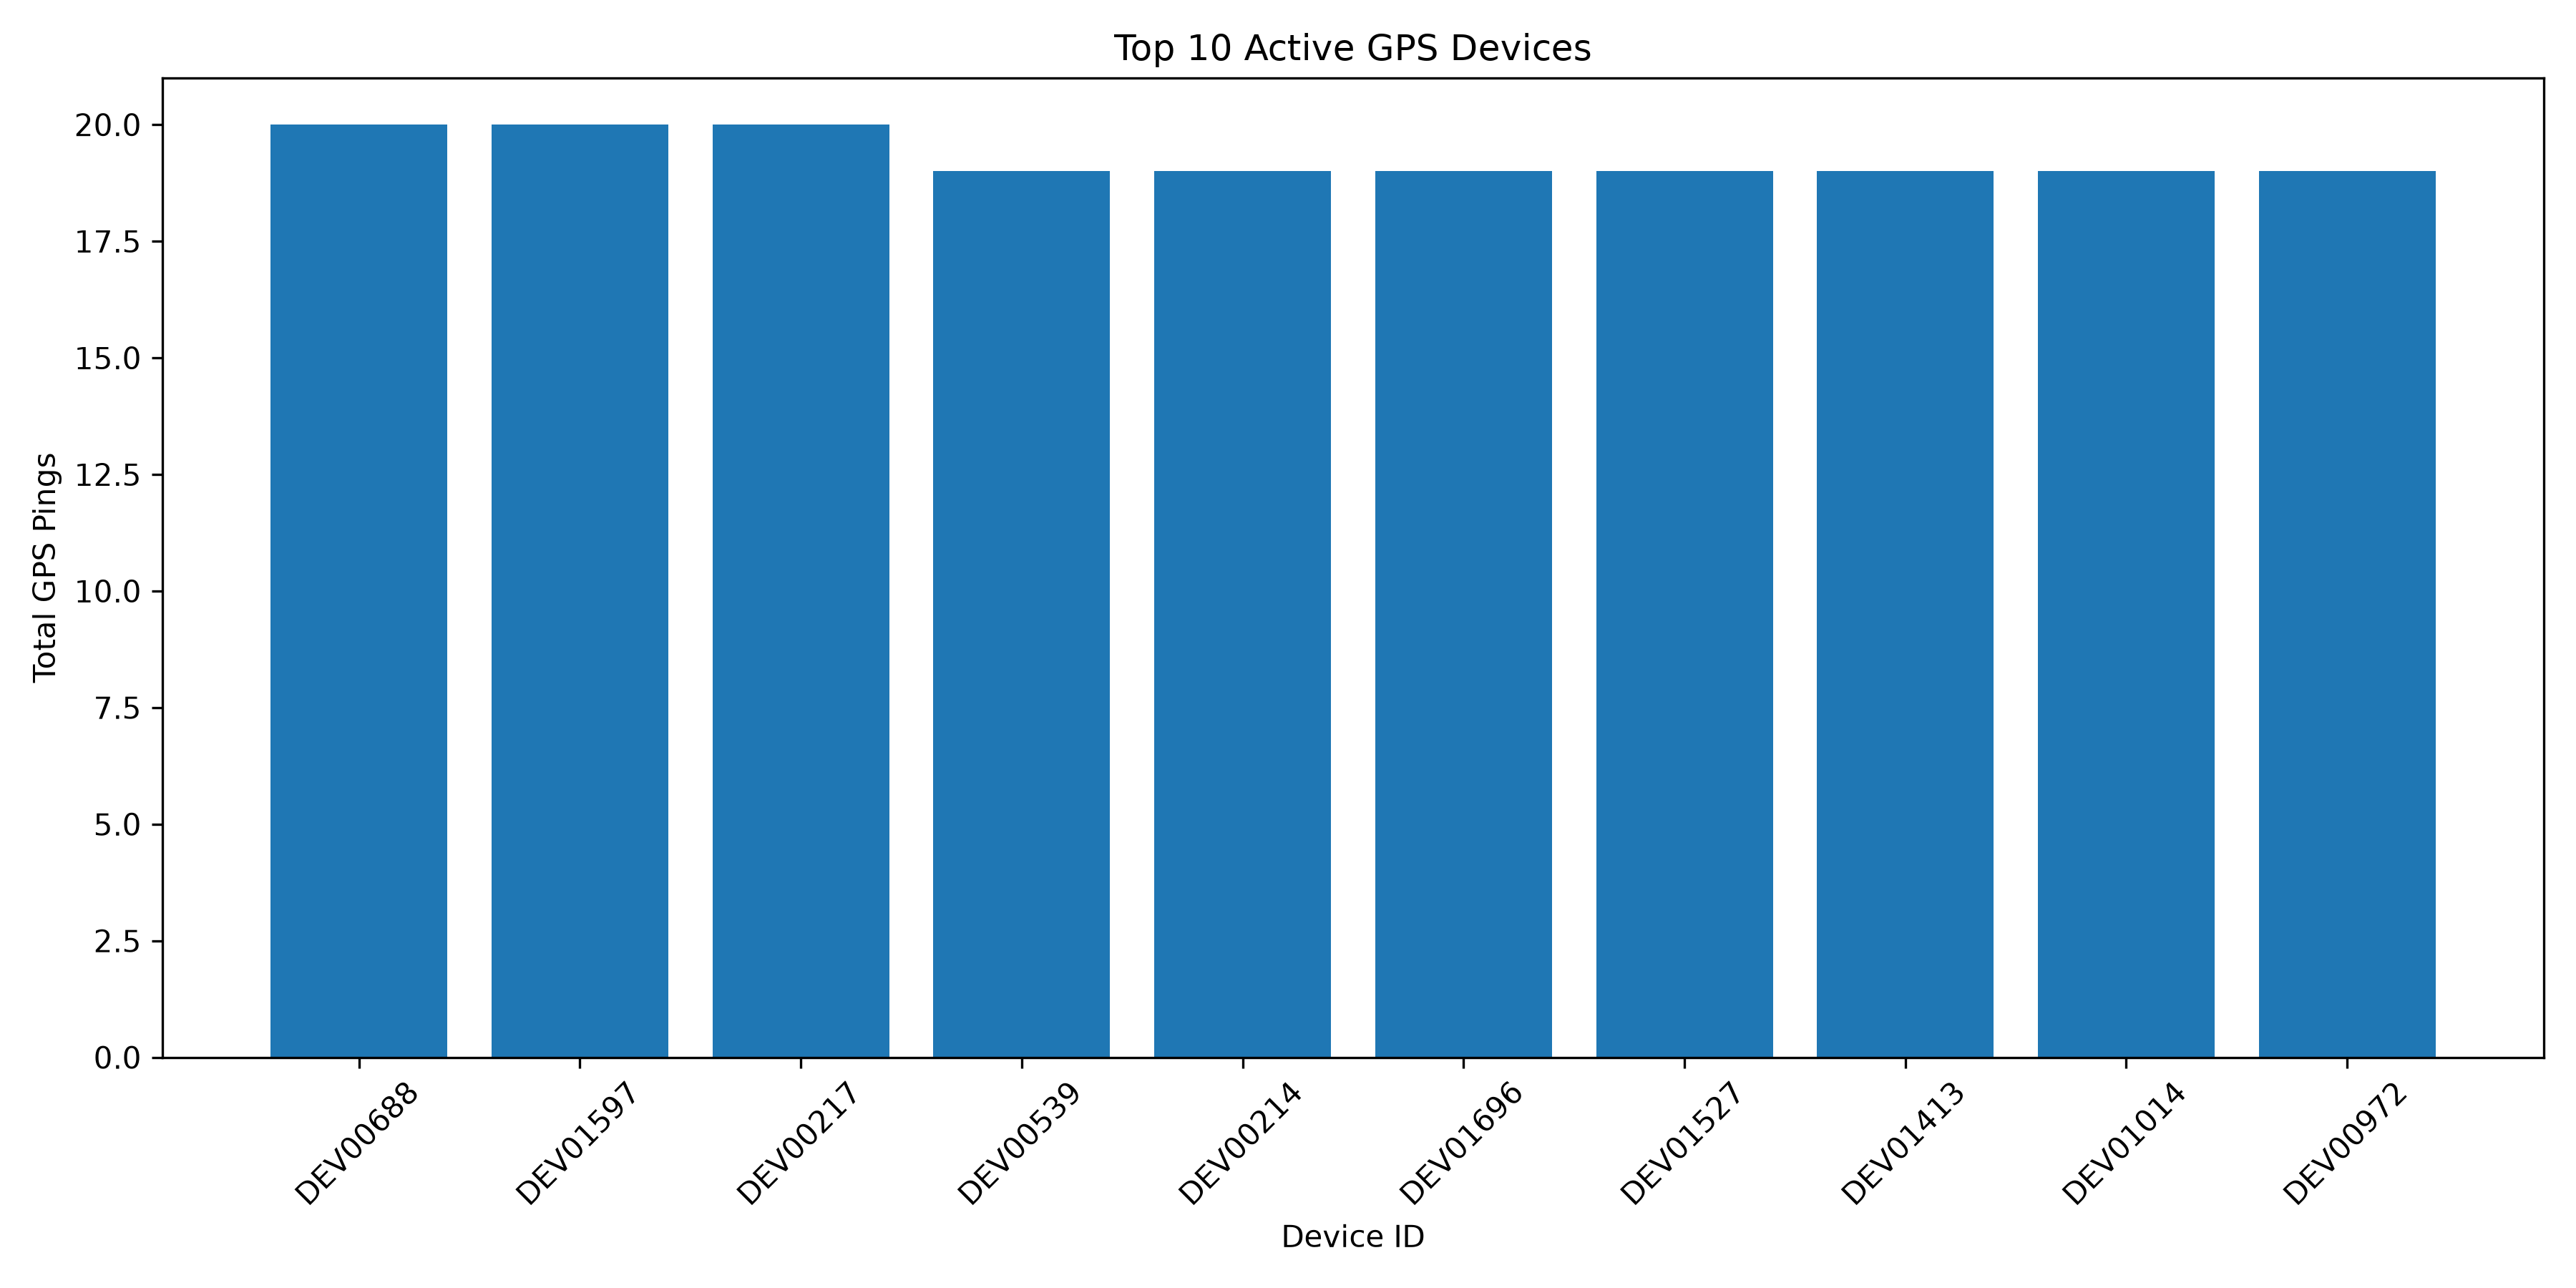 Top 10 Active GPS Devices
Total GPS Pings
20.0
17.5
15.0
12.5
10.0
7.5
5.0
2.5
0.0
DEV00688
DEV01597
DEV00217
DEV00539
DEV00214
DEV01696
DEV01527
DEV01413
DEV01014
DEV00972
Device ID